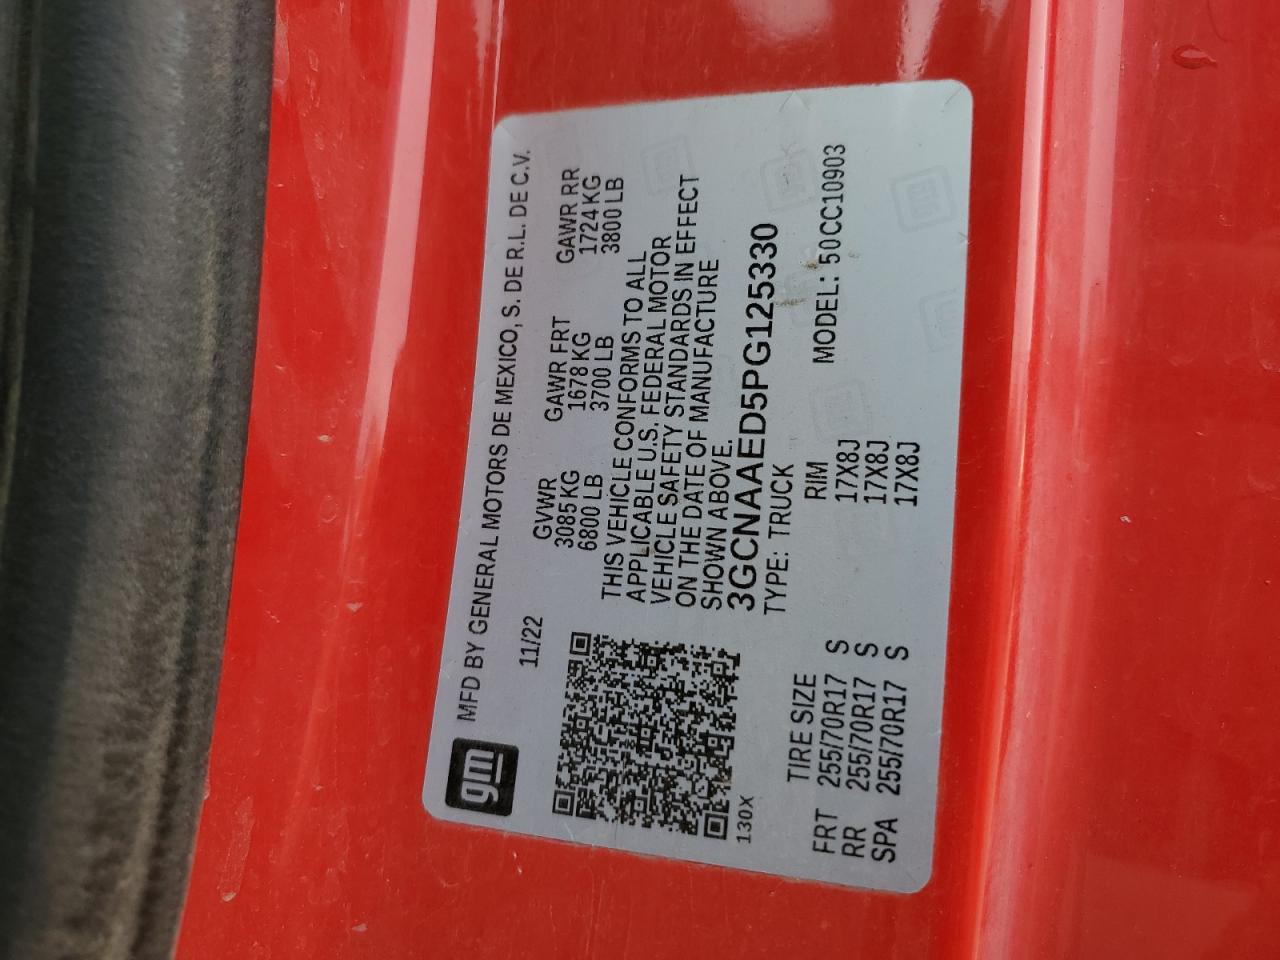 gm MFD BY GENERAL MOTORS DE MEXICO, S. DE R.L. DE C.V.
11/22
GVWR GAWR FRT GAWR RR
3085 KG 1678 KG 1724 KG
6800 LB 3700 LB 3800 LB
THIS VEHICLE CONFORMS TO ALL
APPLICABLE U.S. FEDERAL MOTOR
VEHICLE SAFETY STANDARDS IN EFFECT
ON THE DATE OF MANUFACTURE
SHOWN ABOVE.
3GCNAAED5PG125330
130X
TYPE: TRUCK
TIRE SIZE RIM MODEL: 50CC10903
FRT 255/70R17 S 17X8J
RR 255/70R17 S 17X8J
SPA 255/70R17 S 17X8J